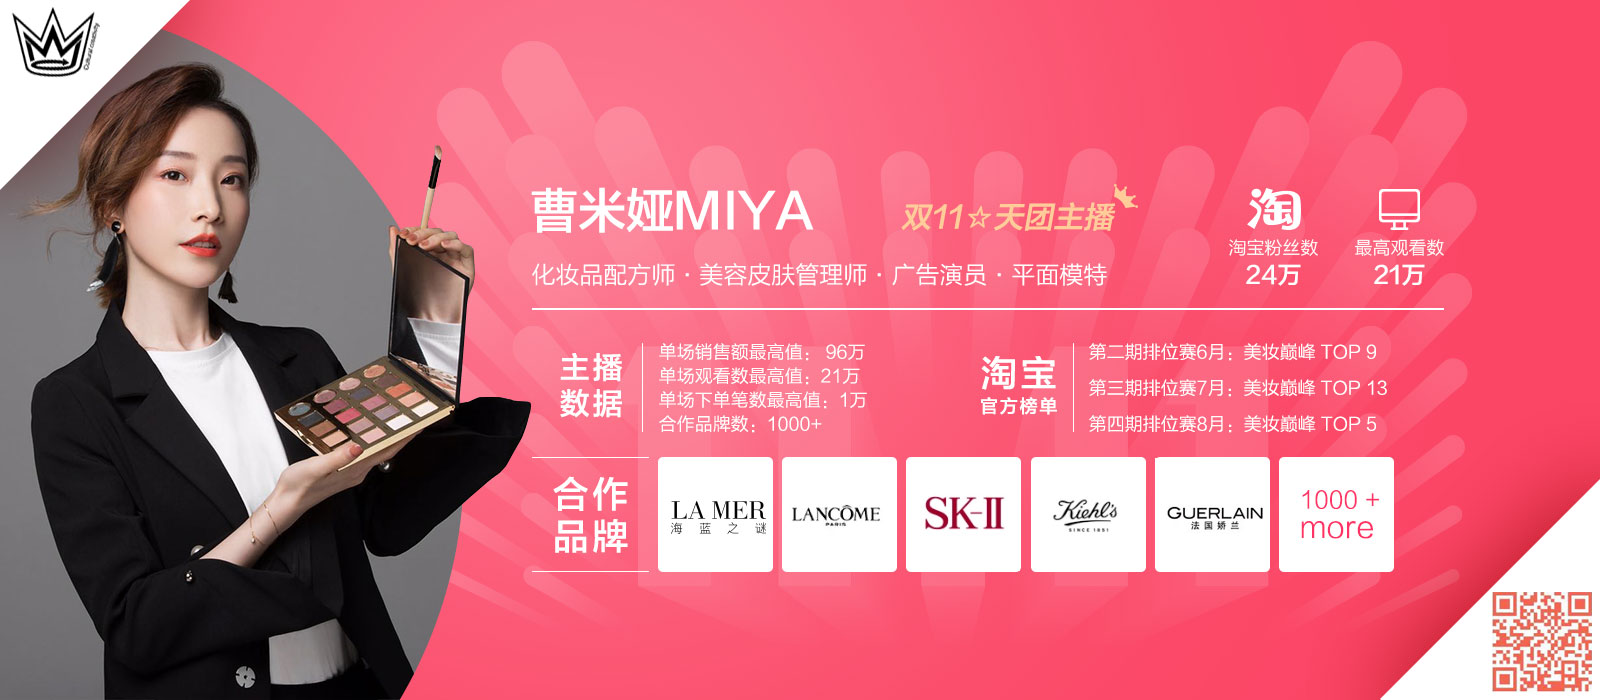 Cultural creativity
曹米娅MIYA
双11☆天团主播
淘
淘宝粉丝数
24万
最高观看数
21万
化妆品配方师·美容皮肤管理师·广告演员·平面模特
主播
数据
单场销售额最高值：96万
单场观看数最高值：21万
单场下单笔数最高值：1万
合作品牌数：1000+
淘宝
官方榜单
第二期排位赛6月：美妆巅峰 TOP 9
第三期排位赛7月：美妆巅峰 TOP 13
第四期排位赛8月：美妆巅峰 TOP 5
合作
品牌
LA MER
海蓝之谜
LANCÔME
PARIS
SK-II
Kiehl's
SINCE 1851
GUERLAIN
法国娇兰
1000 +
more